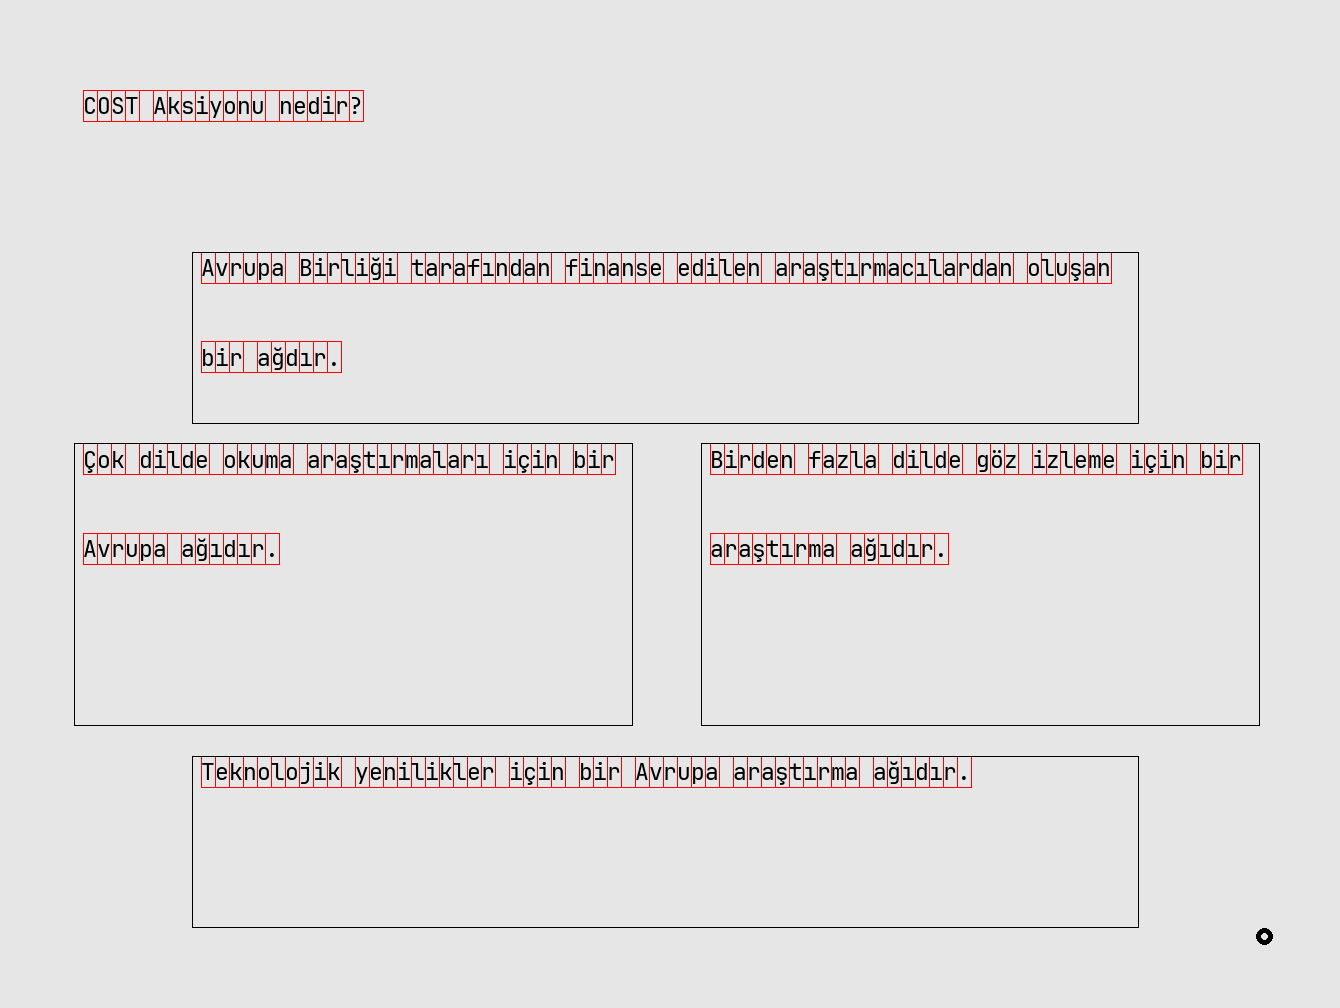 COST Aksiyonu nedir?
Avrupa Birliği tarafından finanse edilen araştırmacılardan oluşan
bir ağdır.
Çok dilde okuma araştırmaları için bir
Avrupa ağıdır.
Birden fazla dilde göz izleme için bir
araştırma ağıdır.
Teknolojik yenilikler için bir Avrupa araştırma ağıdır.